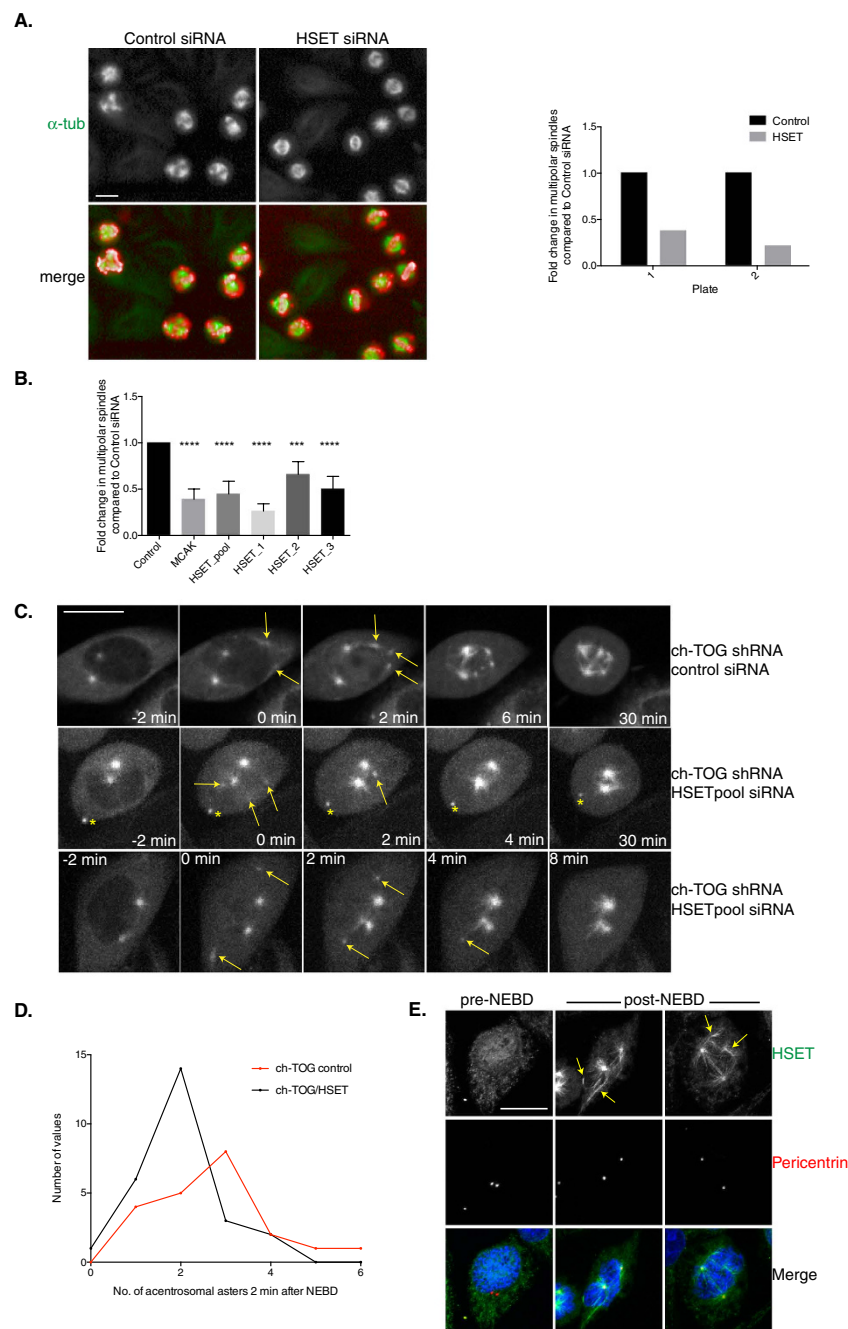 A.
Control siRNA HSET siRNA
α-tub
merge
Fold change in multipolar spindles
compared to Control siRNA
1.5
1.0
0.5
0.0
Control
HSET
1 2
Plate
B.
Fold change in multipolar spindles
compared to Control siRNA
1.5
1.0
0.5
0.0
**** **** **** *** ****
Control MCAK HSET_pool HSET_1 HSET_2 HSET_3
C.
-2 min 0 min 2 min 6 min 30 min
ch-TOG shRNA
control siRNA
* * * * *
-2 min 0 min 2 min 4 min 30 min
ch-TOG shRNA
HSETpool siRNA
-2 min 0 min 2 min 4 min 8 min
ch-TOG shRNA
HSETpool siRNA
D.
Number of values
15
10
5
0
0 2 4 6
No. of acentrosomal asters 2 min after NEBD
ch-TOG control
ch-TOG/HSET
E.
pre-NEBD post-NEBD
HSET
Pericentrin
Merge